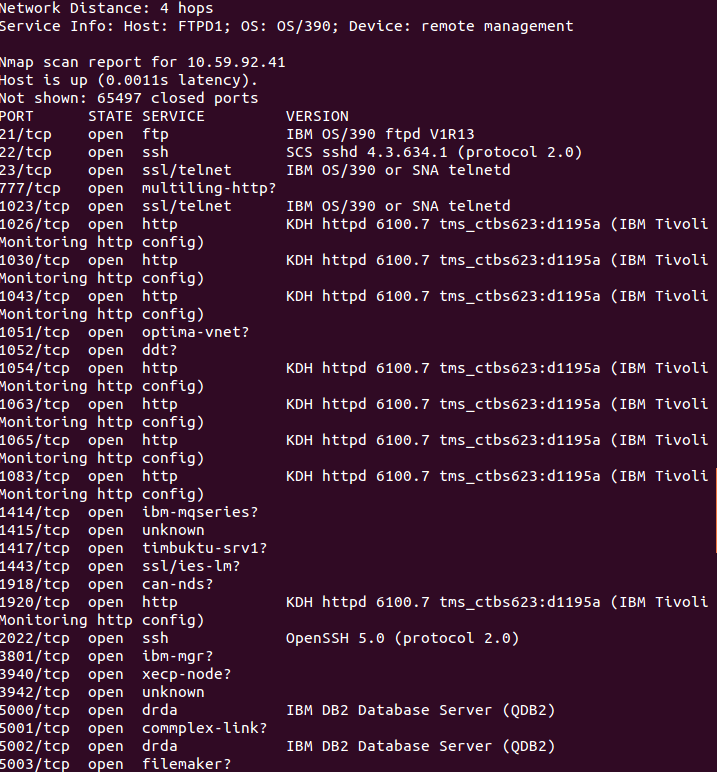 Network Distance: 4 hops
Service Info: Host: FTPD1; OS: OS/390; Device: remote management
Nmap scan report for 10.59.92.41
Host is up (0.0011s latency).
Not shown: 65497 closed ports
PORT STATE SERVICE VERSION
21/tcp open ftp IBM OS/390 ftpd V1R13
22/tcp open ssh SCS sshd 4.3.634.1 (protocol 2.0)
23/tcp open ssl/telnet IBM OS/390 or SNA telnetd
777/tcp open multiling-http?
1023/tcp open ssl/telnet IBM OS/390 or SNA telnetd
1026/tcp open http KDH httpd 6100.7 tms_ctbs623:d1195a (IBM Tivoli
Monitoring http config)
1030/tcp open http KDH httpd 6100.7 tms_ctbs623:d1195a (IBM Tivoli
Monitoring http config)
1043/tcp open http KDH httpd 6100.7 tms_ctbs623:d1195a (IBM Tivoli
Monitoring http config)
1051/tcp open optima-vnet?
1052/tcp open ddt?
1054/tcp open http KDH httpd 6100.7 tms_ctbs623:d1195a (IBM Tivoli
Monitoring http config)
1063/tcp open http KDH httpd 6100.7 tms_ctbs623:d1195a (IBM Tivoli
Monitoring http config)
1065/tcp open http KDH httpd 6100.7 tms_ctbs623:d1195a (IBM Tivoli
Monitoring http config)
1083/tcp open http KDH httpd 6100.7 tms_ctbs623:d1195a (IBM Tivoli
Monitoring http config)
1414/tcp open ibm-mqseries?
1415/tcp open unknown
1417/tcp open timbuktu-srv1?
1443/tcp open ssl/ies-lm?
1918/tcp open can-nds?
1920/tcp open http KDH httpd 6100.7 tms_ctbs623:d1195a (IBM Tivoli
Monitoring http config)
2022/tcp open ssh OpenSSH 5.0 (protocol 2.0)
3801/tcp open ibm-mgr?
3940/tcp open xecp-node?
3942/tcp open unknown
5000/tcp open drda IBM DB2 Database Server (QDB2)
5001/tcp open commplex-link?
5002/tcp open drda IBM DB2 Database Server (QDB2)
5003/tcp open filemaker?